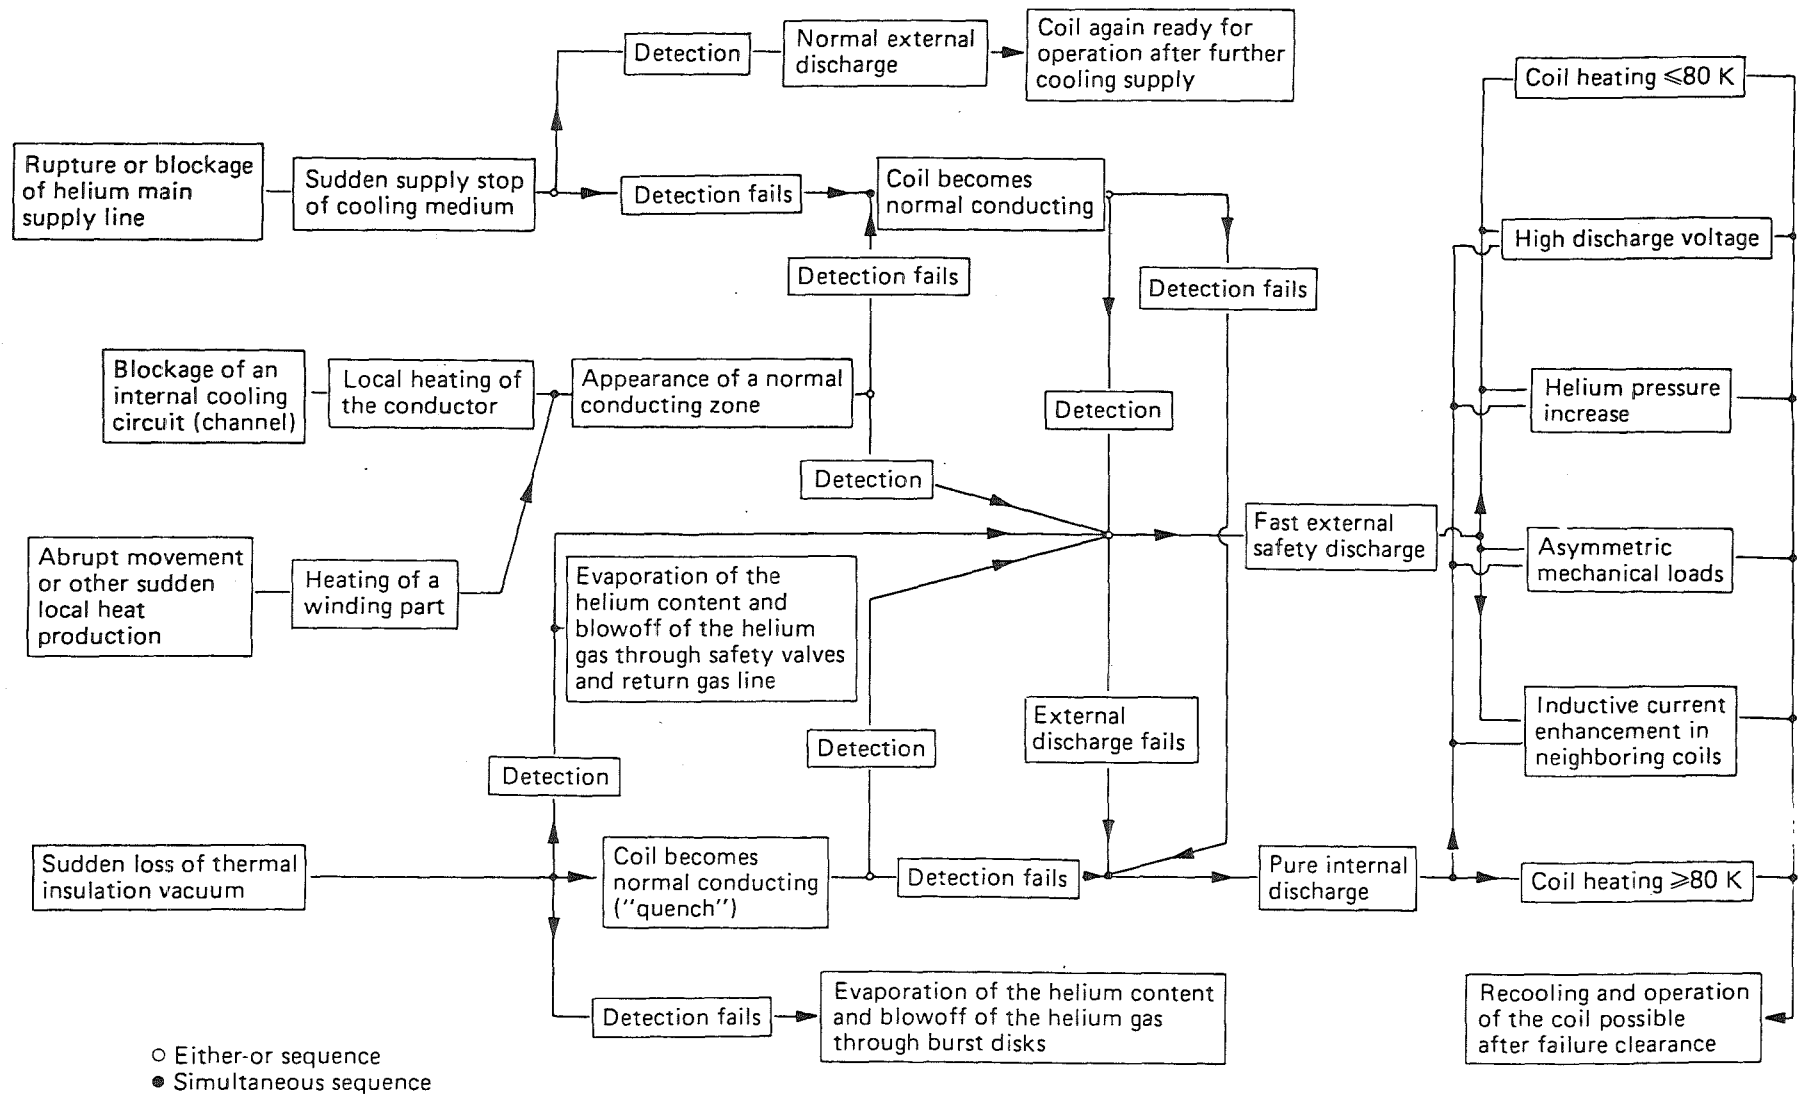 Detection
Normal external
discharge
Coil again ready for
operation after further
cooling supply
Coil heating ⩽80 K
Rupture or blockage
of helium main
supply line
Sudden supply stop
of cooling medium
Detection fails
Coil becomes
normal conducting
High discharge voltage
Detection fails
Detection fails
Blockage of an
internal cooling
circuit (channel)
Local heating of
the conductor
Appearance of a normal
conducting zone
Detection
Helium pressure
increase
Detection
Abrupt movement
or other sudden
local heat
production
Heating of a
winding part
Evaporation of the
helium content and
blowoff of the helium
gas through safety valves
and return gas line
Fast external
safety discharge
Asymmetric
mechanical loads
External
discharge fails
Inductive current
enhancement in
neighboring coils
Detection
Detection
Sudden loss of thermal
insulation vacuum
Coil becomes
normal conducting
("quench")
Detection fails
Pure internal
discharge
Coil heating ⩾80 K
Detection fails
Evaporation of the helium content
and blowoff of the helium gas
through burst disks
Recooling and operation
of the coil possible
after failure clearance
Either-or sequence
Simultaneous sequence